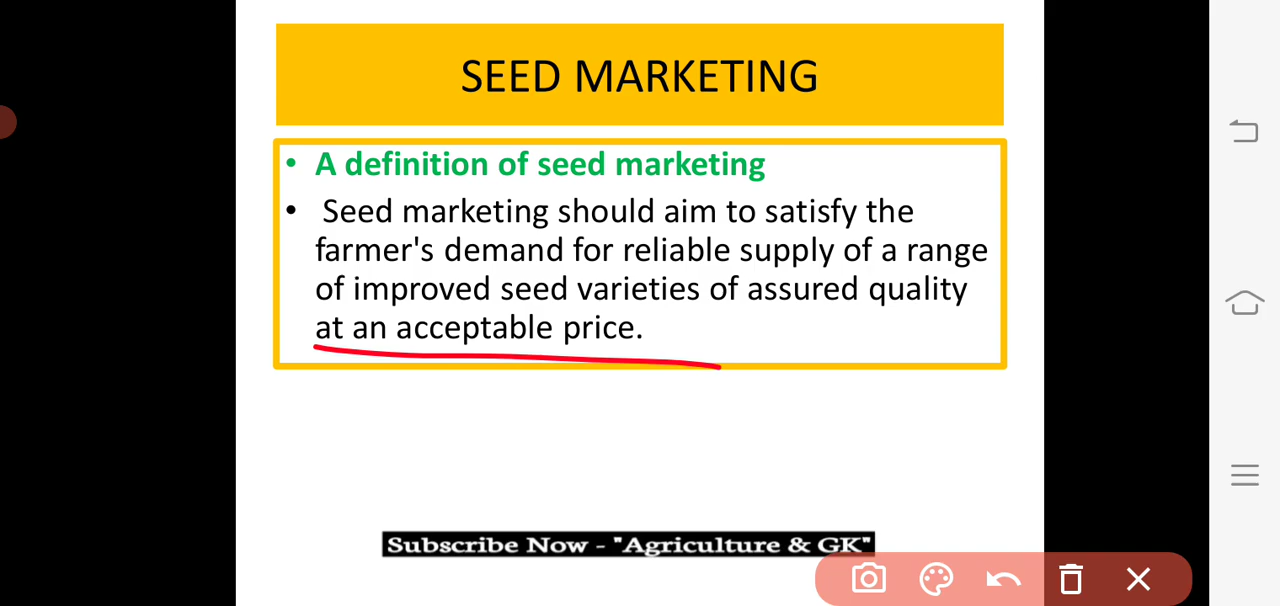 SEED MARKETING
• A definition of seed marketing
• Seed marketing should aim to satisfy the
farmer's demand for reliable supply of a range
of improved seed varieties of assured quality
at an acceptable price.
Subscribe Now - "Agriculture & GK"